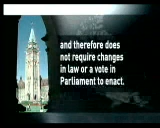 and therefore does
not require changes
in law or a vote in
Parliament to enact.